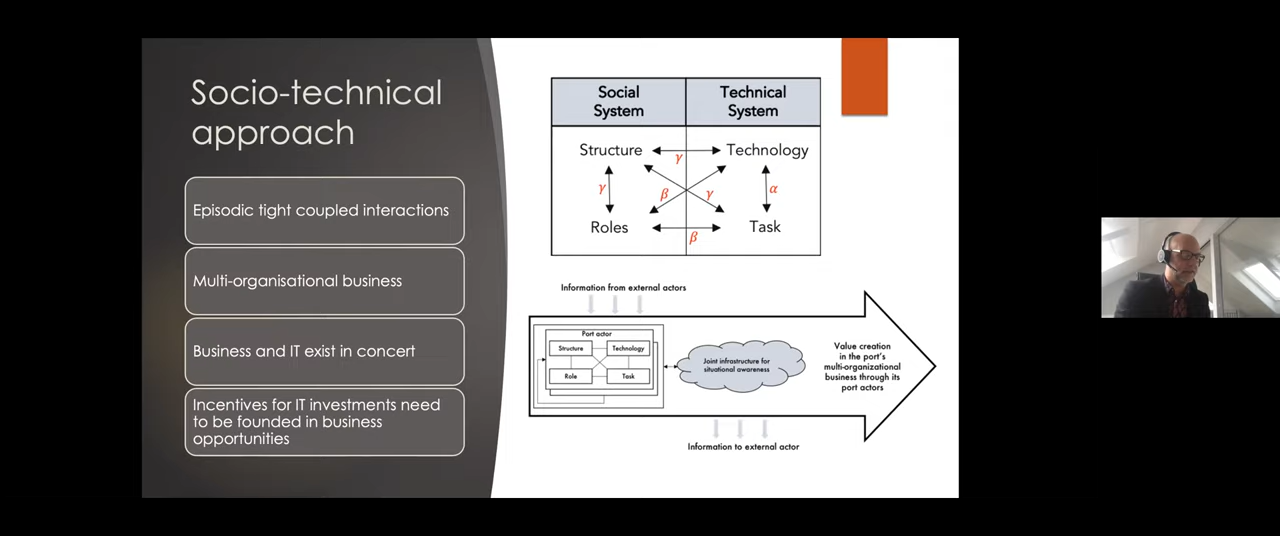 Socio-technical
approach
Episodic tight coupled interactions
Multi-organisational business
Business and IT exist in concert
Incentives for IT investments need
to be founded in business
opportunities
Social
System
Technical
System
Structure
Technology
Roles
Task
γ
γ
β
γ
α
β
Information from external actors
Port actor
Structure
Technology
Role
Task
Joint infrastructure for
situational awareness
Value creation
in the port's
multi-organizational
business through its
port actors
Information to external actor